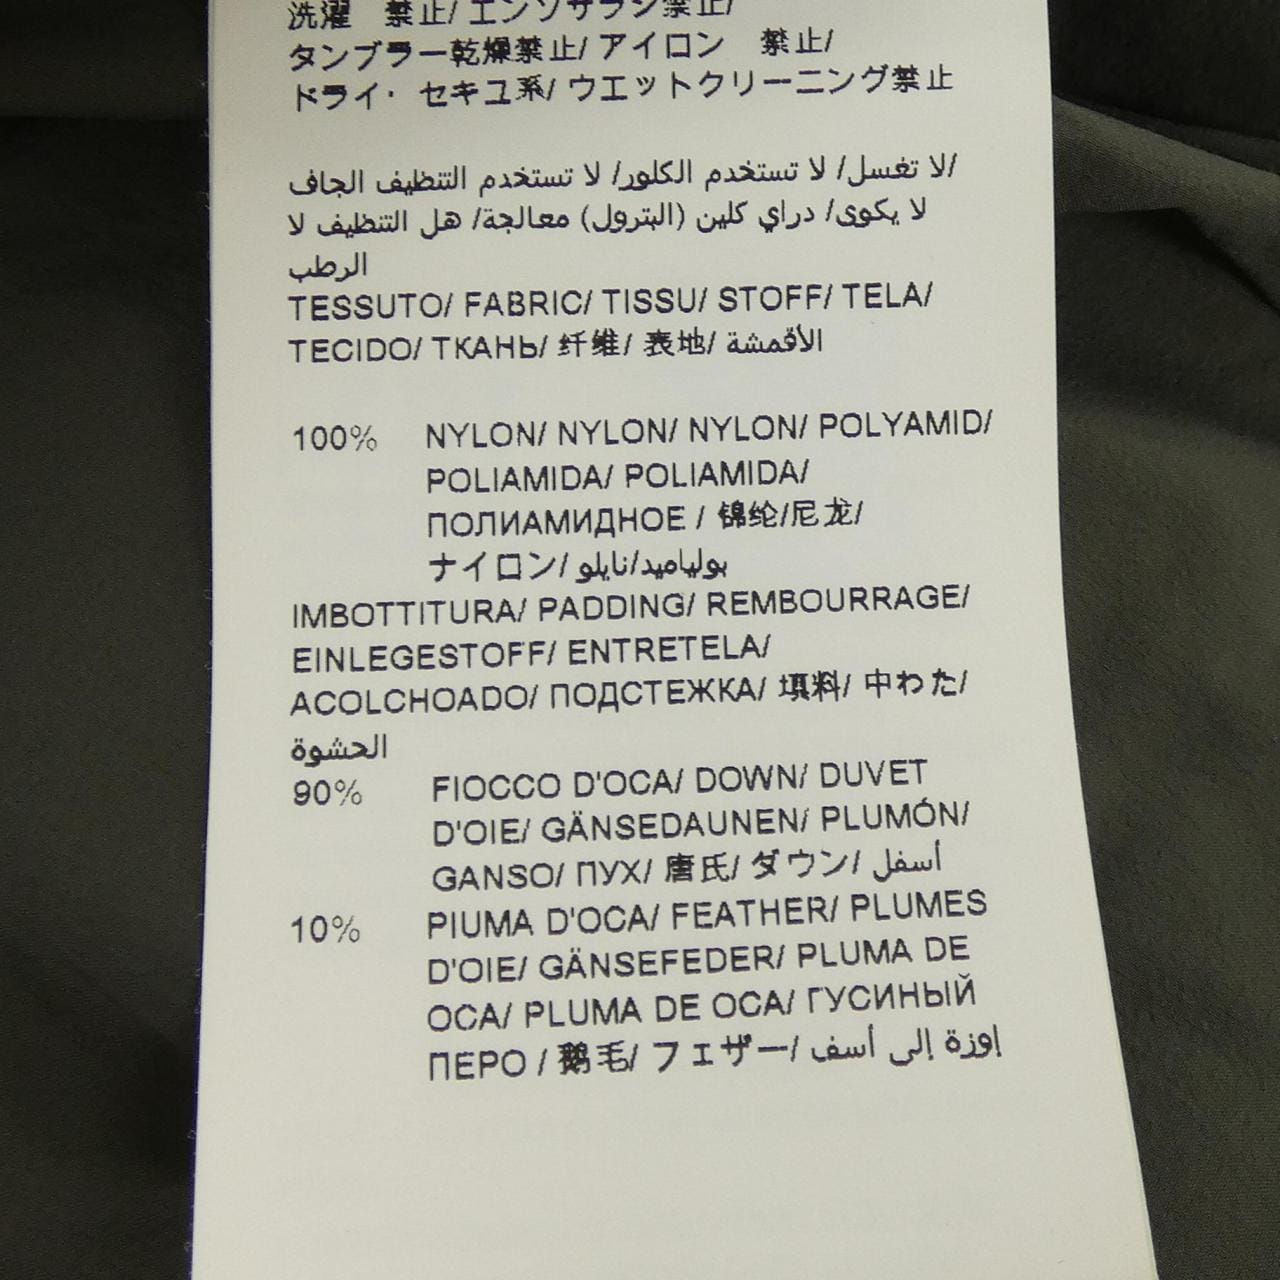 洗濯　禁止/ エンソサラシ禁止/
タンブラー乾燥禁止/ アイロン　禁止/
ドライ・ セキユ系/ ウエットクリーニング禁止
لا تغسل/ لا تستخدم الكلور/ لا تستخدم التنظيف الجاف/
لا يكوى/ دراي كلين (البترول) معالجة/ هل التنظيف لا
الرطب
TESSUTO/ FABRIC/ TISSU/ STOFF/ TELA/
TECIDO/ ТКАНЬ/ 纤维/ 表地/ الأقمشة
100% NYLON/ NYLON/ NYLON/ POLYAMID/
POLIAMIDA/ POLIAMIDA/
ПОЛИАМИДНОЕ / 锦纶/尼龙/
ナイロン/ بولياميد/نايلو
IMBOTTITURA/ PADDING/ REMBOURRAGE/
EINLEGESTOFF/ ENTRETELA/
ACOLCHOADO/ ПОДСТЕЖКА/ 填料/ 中わた/
الحشوة
90% FIOCCO D'OCA/ DOWN/ DUVET
D'OIE/ GÄNSEDAUNEN/ PLUMÓN/
GANSO/ ПУХ/ 唐氏/ ダウン/ أسفل
10% PIUMA D'OCA/ FEATHER/ PLUMES
D'OIE/ GÄNSEFEDER/ PLUMA DE
OCA/ PLUMA DE OCA/ ГУСИНЫЙ
ПЕРО / 鹅毛/ フェザー/ إوزة إلى أسف